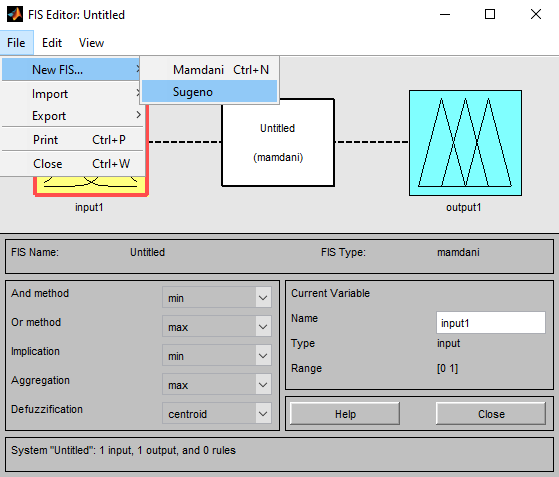 FIS Editor: Untitled
File Edit View
New FIS...
Import
Export
Print Ctrl+P
Close Ctrl+W
Mamdani Ctrl+N
Sugeno
Untitled
(mamdani)
input1
output1
FIS Name: Untitled FIS Type: mamdani
And method min
Or method max
Implication min
Aggregation max
Defuzzification centroid
Current Variable
Name input1
Type input
Range [0 1]
Help Close
System "Untitled": 1 input, 1 output, and 0 rules